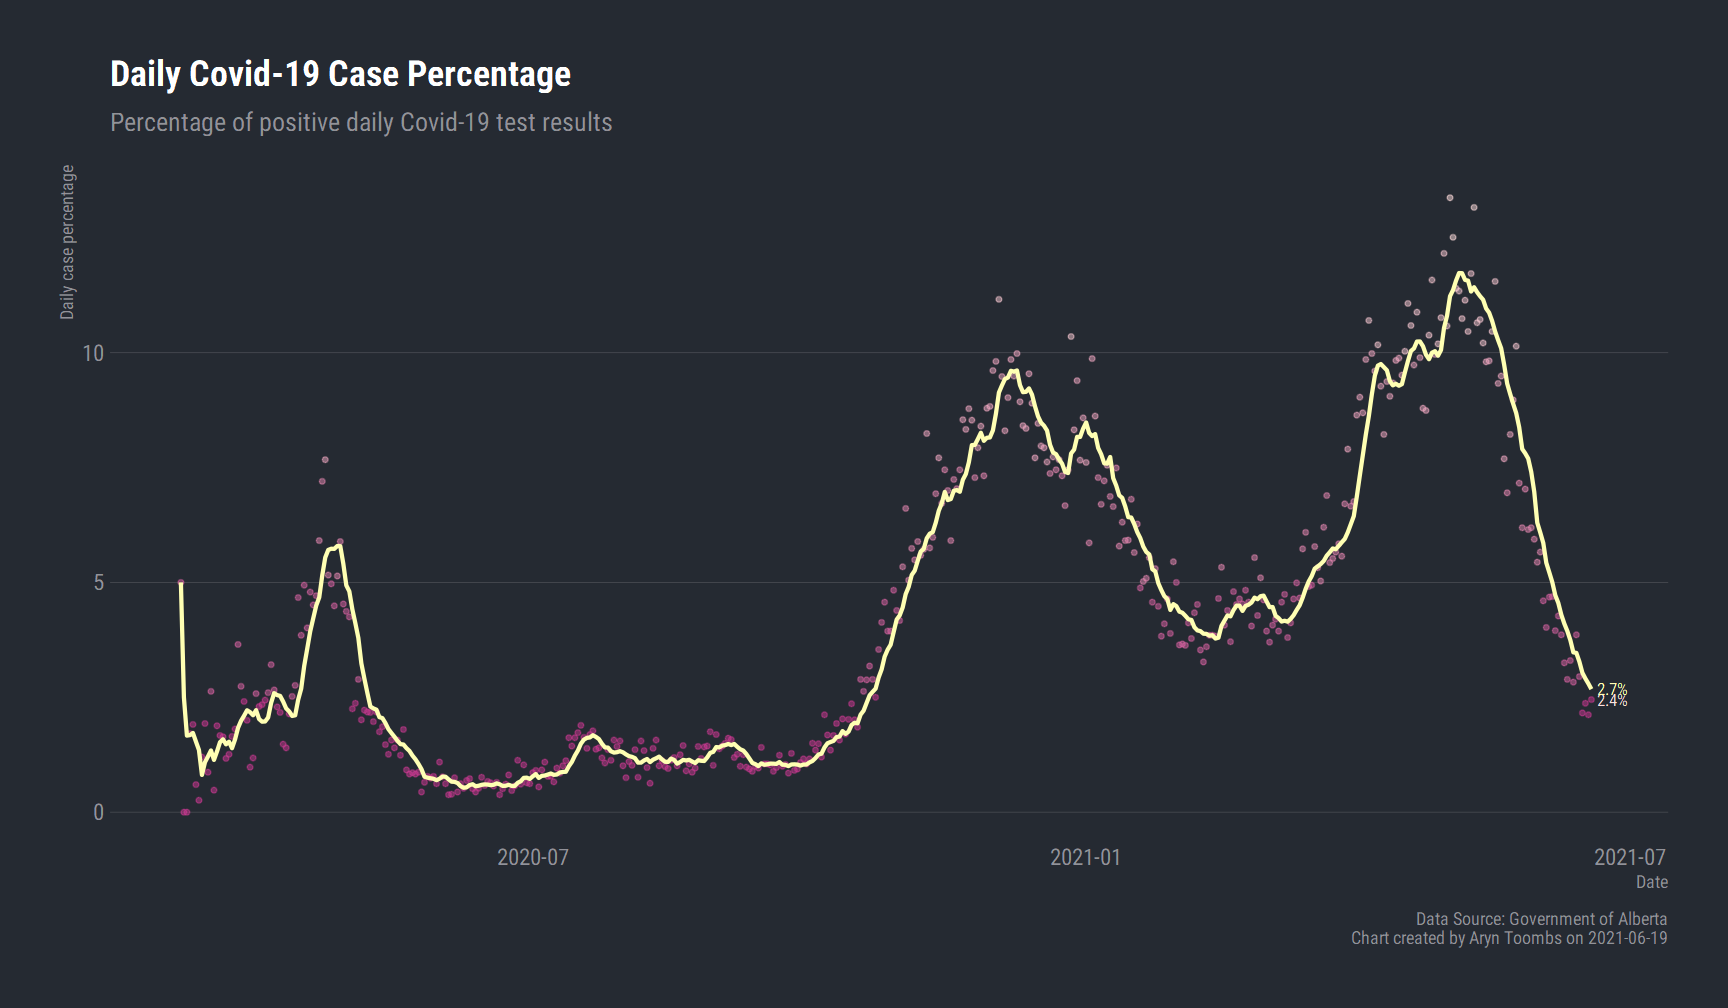 Daily Covid-19 Case Percentage
Percentage of positive daily Covid-19 test results
Daily case percentage
10
5
0
2.7%
2.4%
2020-07
2021-01
2021-07
Date
Data Source: Government of Alberta
Chart created by Aryn Toombs on 2021-06-19